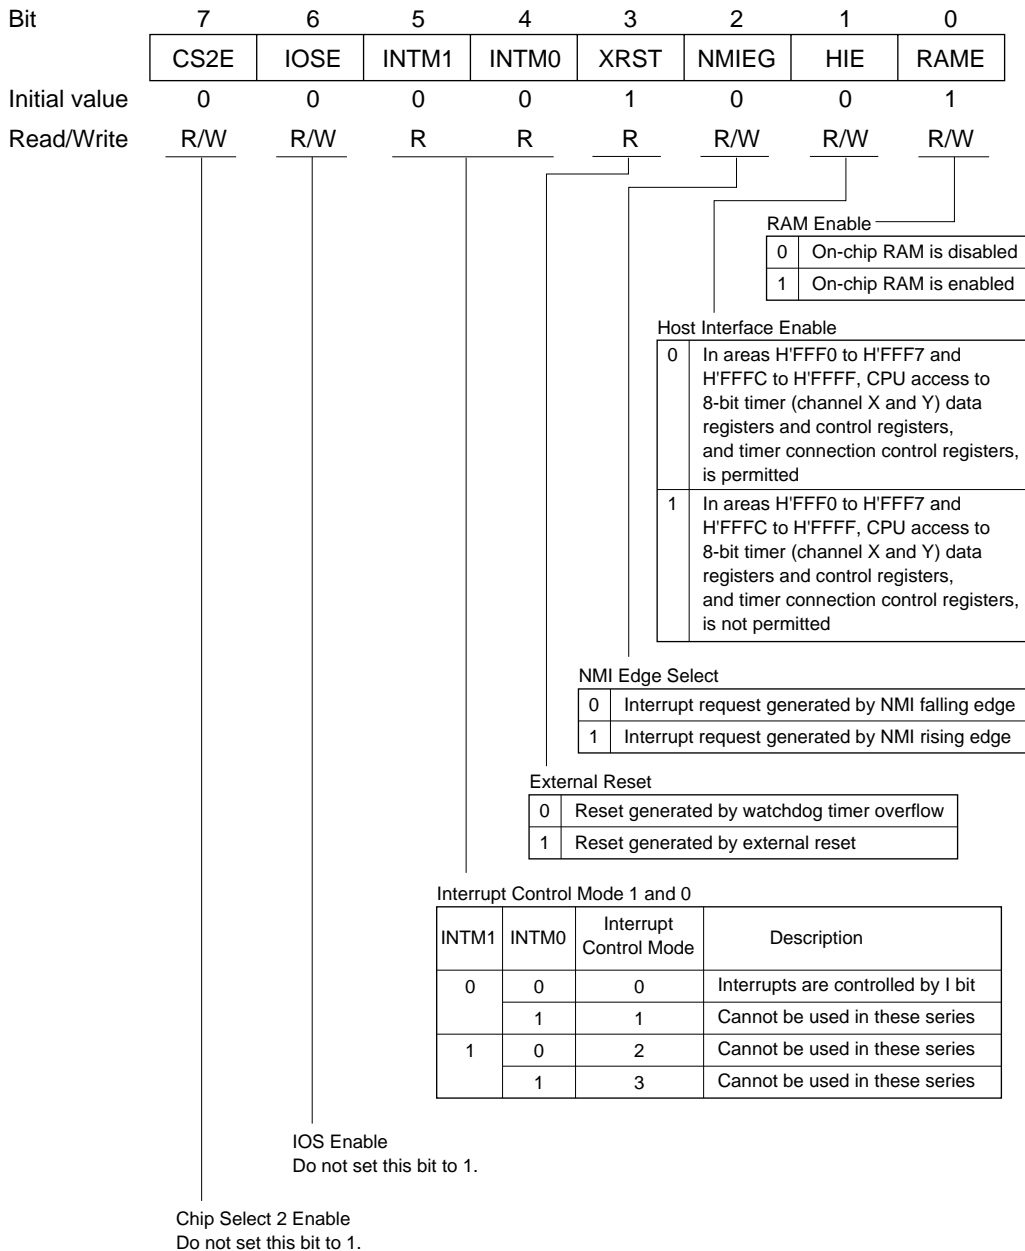 Bit 7 6 5 4 3 2 1 0
CS2E IOSE INTM1 INTM0 XRST NMIEG HIE RAME
Initial value 0 0 0 0 1 0 0 1
Read/Write R/W R/W R R R R/W R/W R/W
RAM Enable
0 On-chip RAM is disabled
1 On-chip RAM is enabled
Host Interface Enable
0 In areas H'FFF0 to H'FFF7 and
H'FFFC to H'FFFF, CPU access to
8-bit timer (channel X and Y) data
registers and control registers,
and timer connection control registers,
is permitted
1 In areas H'FFF0 to H'FFF7 and
H'FFFC to H'FFFF, CPU access to
8-bit timer (channel X and Y) data
registers and control registers,
and timer connection control registers,
is not permitted
NMI Edge Select
0 Interrupt request generated by NMI falling edge
1 Interrupt request generated by NMI rising edge
External Reset
0 Reset generated by watchdog timer overflow
1 Reset generated by external reset
Interrupt Control Mode 1 and 0
INTM1 INTM0 Interrupt
Control Mode Description
0 0 0 Interrupts are controlled by I bit
1 1 Cannot be used in these series
1 0 2 Cannot be used in these series
1 3 Cannot be used in these series
IOS Enable
Do not set this bit to 1.
Chip Select 2 Enable
Do not set this bit to 1.